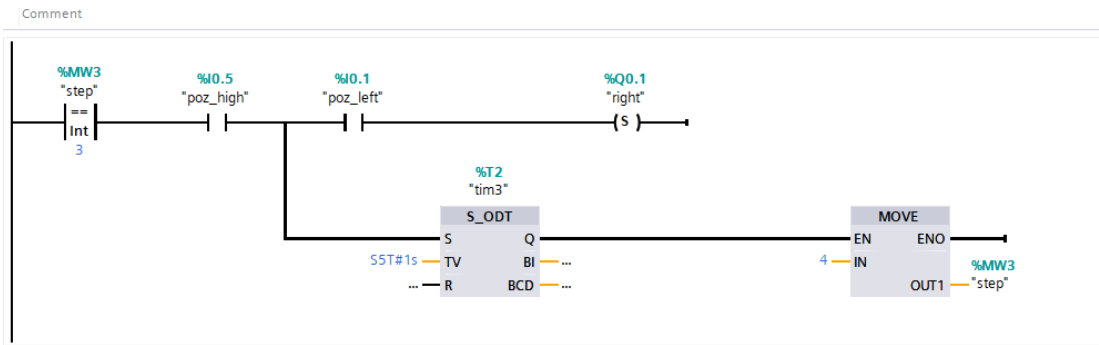 Comment
%MW3
"step"
==
Int
3
%I0.5
"poz_high"
%I0.1
"poz_left"
%Q0.1
"right"
S
%T2
"tim3"
S_ODT
S Q
S5T#1s TV BI ...
... R BCD ...
MOVE
EN ENO
4 IN
OUT1
%MW3
"step"